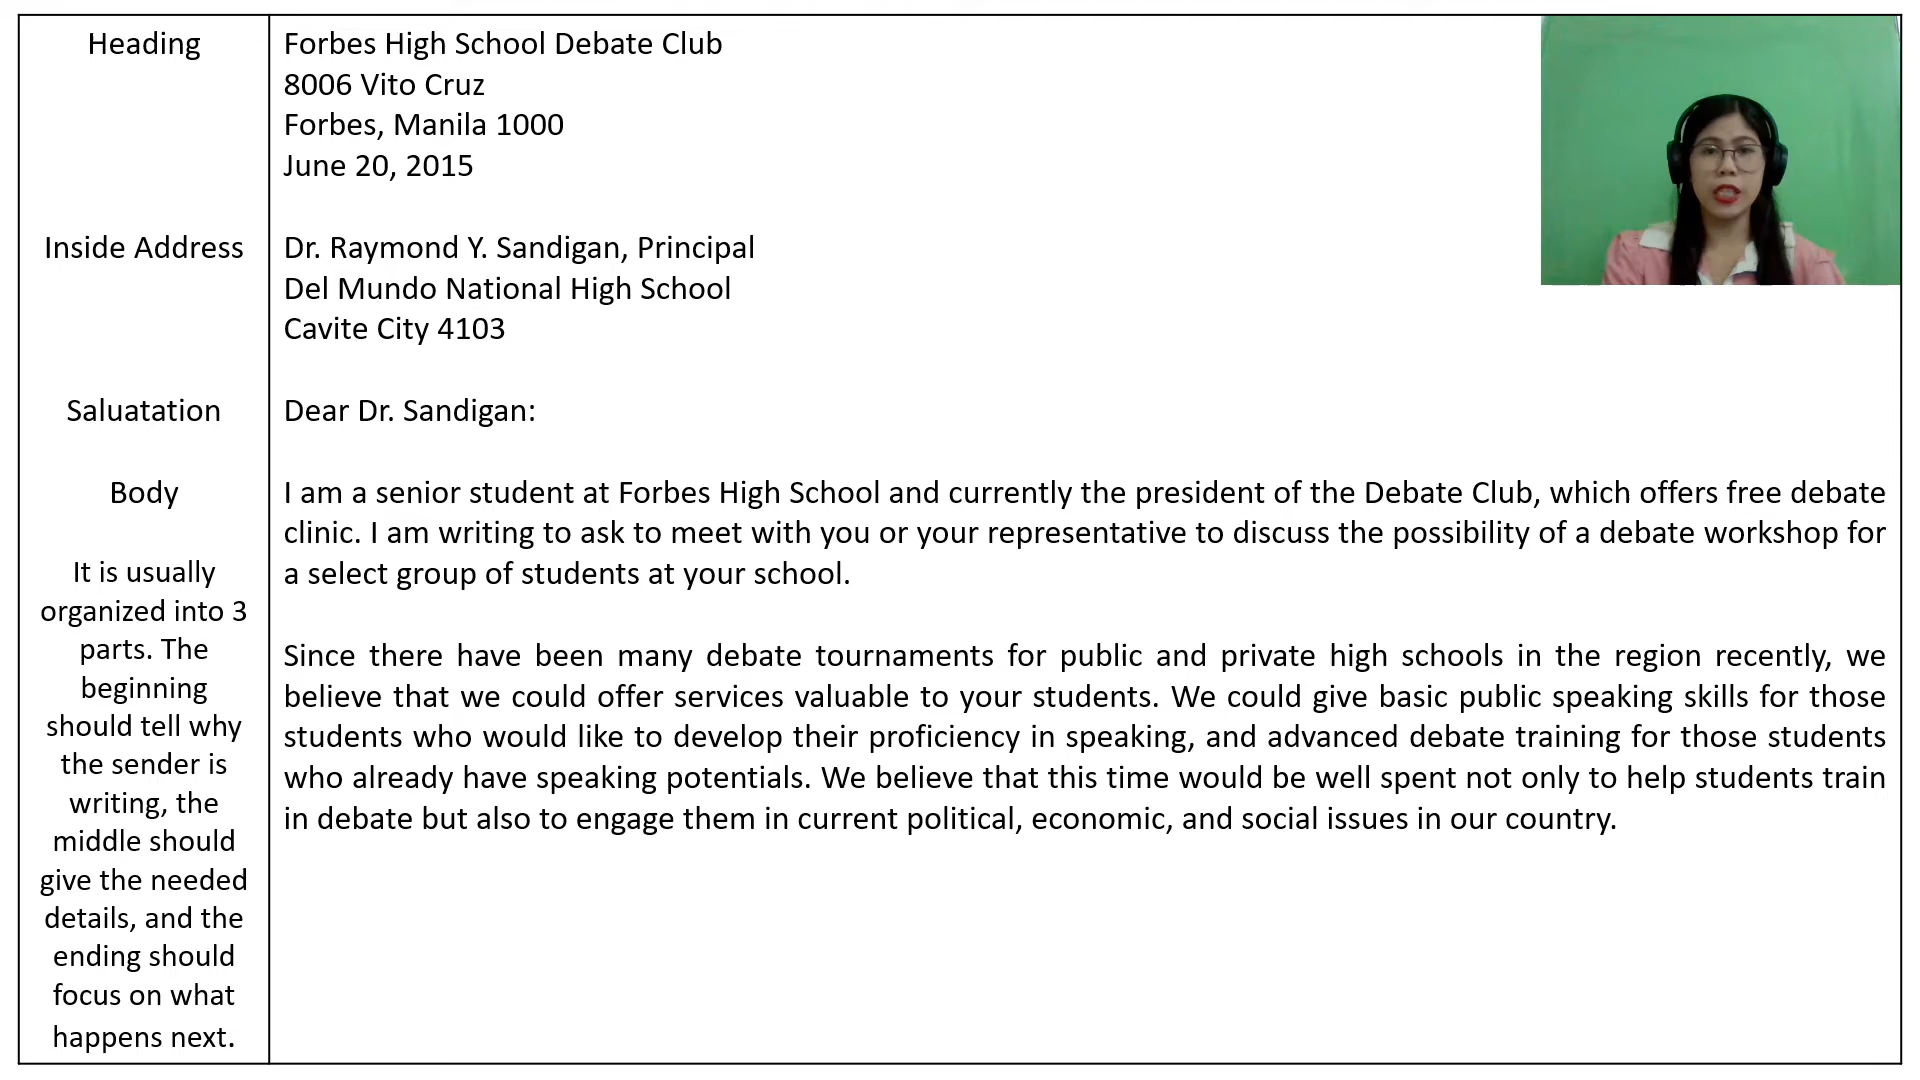 Heading
Forbes High School Debate Club
8006 Vito Cruz
Forbes, Manila 1000
June 20, 2015
Inside Address
Dr. Raymond Y. Sandigan, Principal
Del Mundo National High School
Cavite City 4103
Saluatation
Dear Dr. Sandigan:
Body
It is usually
organized into 3
parts. The
beginning
should tell why
the sender is
writing, the
middle should
give the needed
details, and the
ending should
focus on what
happens next.
I am a senior student at Forbes High School and currently the president of the Debate Club, which offers free debate
clinic. I am writing to ask to meet with you or your representative to discuss the possibility of a debate workshop for
a select group of students at your school.
Since there have been many debate tournaments for public and private high schools in the region recently, we
believe that we could offer services valuable to your students. We could give basic public speaking skills for those
students who would like to develop their proficiency in speaking, and advanced debate training for those students
who already have speaking potentials. We believe that this time would be well spent not only to help students train
in debate but also to engage them in current political, economic, and social issues in our country.